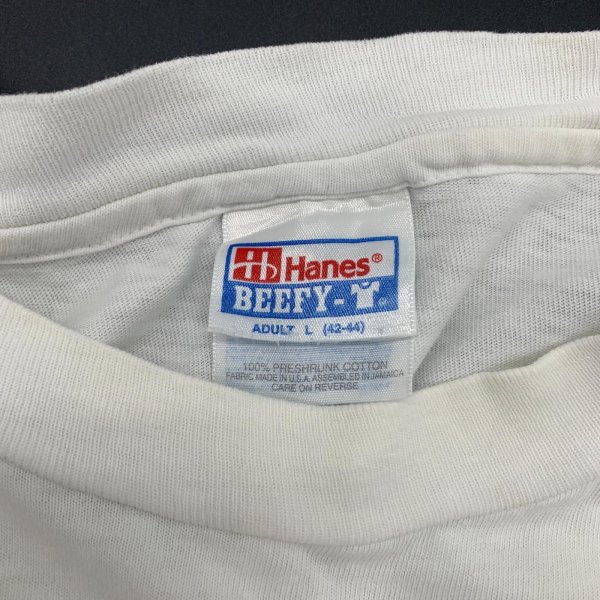 Hanes®
BEEFY-T
ADULT L (42-44)
100% PRESHRUNK COTTON
FABRIC MADE IN U.S.A. ASSEMBLED IN JAMAICA
CARE ON REVERSE